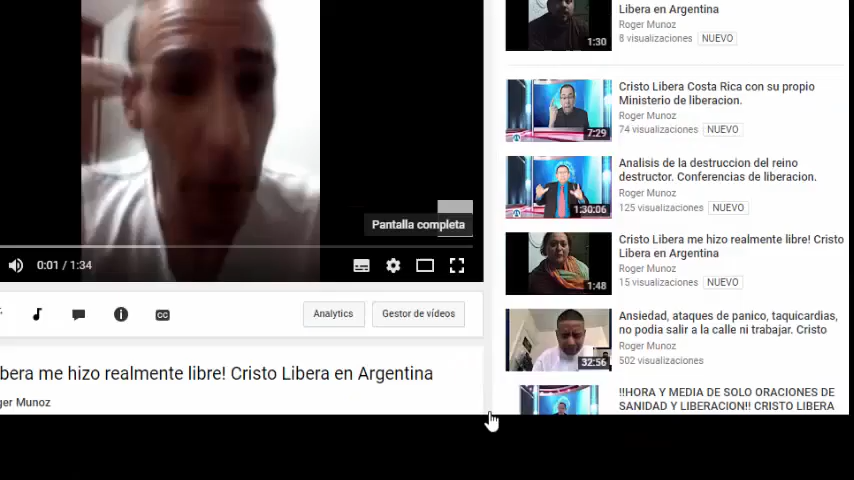 Pantalla completa
0:01 / 1:34
CC
Analytics
Gestor de vídeos
bera me hizo realmente libre! Cristo Libera en Argentina
ger Munoz
Libera en Argentina
Roger Munoz
8 visualizaciones NUEVO
1:30
Cristo Libera Costa Rica con su propio
Ministerio de liberacion.
Roger Munoz
74 visualizaciones NUEVO
7:29
Analisis de la destruccion del reino
destructor. Conferencias de liberacion.
Roger Munoz
125 visualizaciones NUEVO
1:30:06
Cristo Libera me hizo realmente libre! Cristo
Libera en Argentina
Roger Munoz
15 visualizaciones NUEVO
1:48
Ansiedad, ataques de panico, taquicardias,
no podia salir a la calle ni trabajar. Cristo
Roger Munoz
502 visualizaciones
32:56
!!HORA Y MEDIA DE SOLO ORACIONES DE
SANIDAD Y LIBERACION!! CRISTO LIBERA